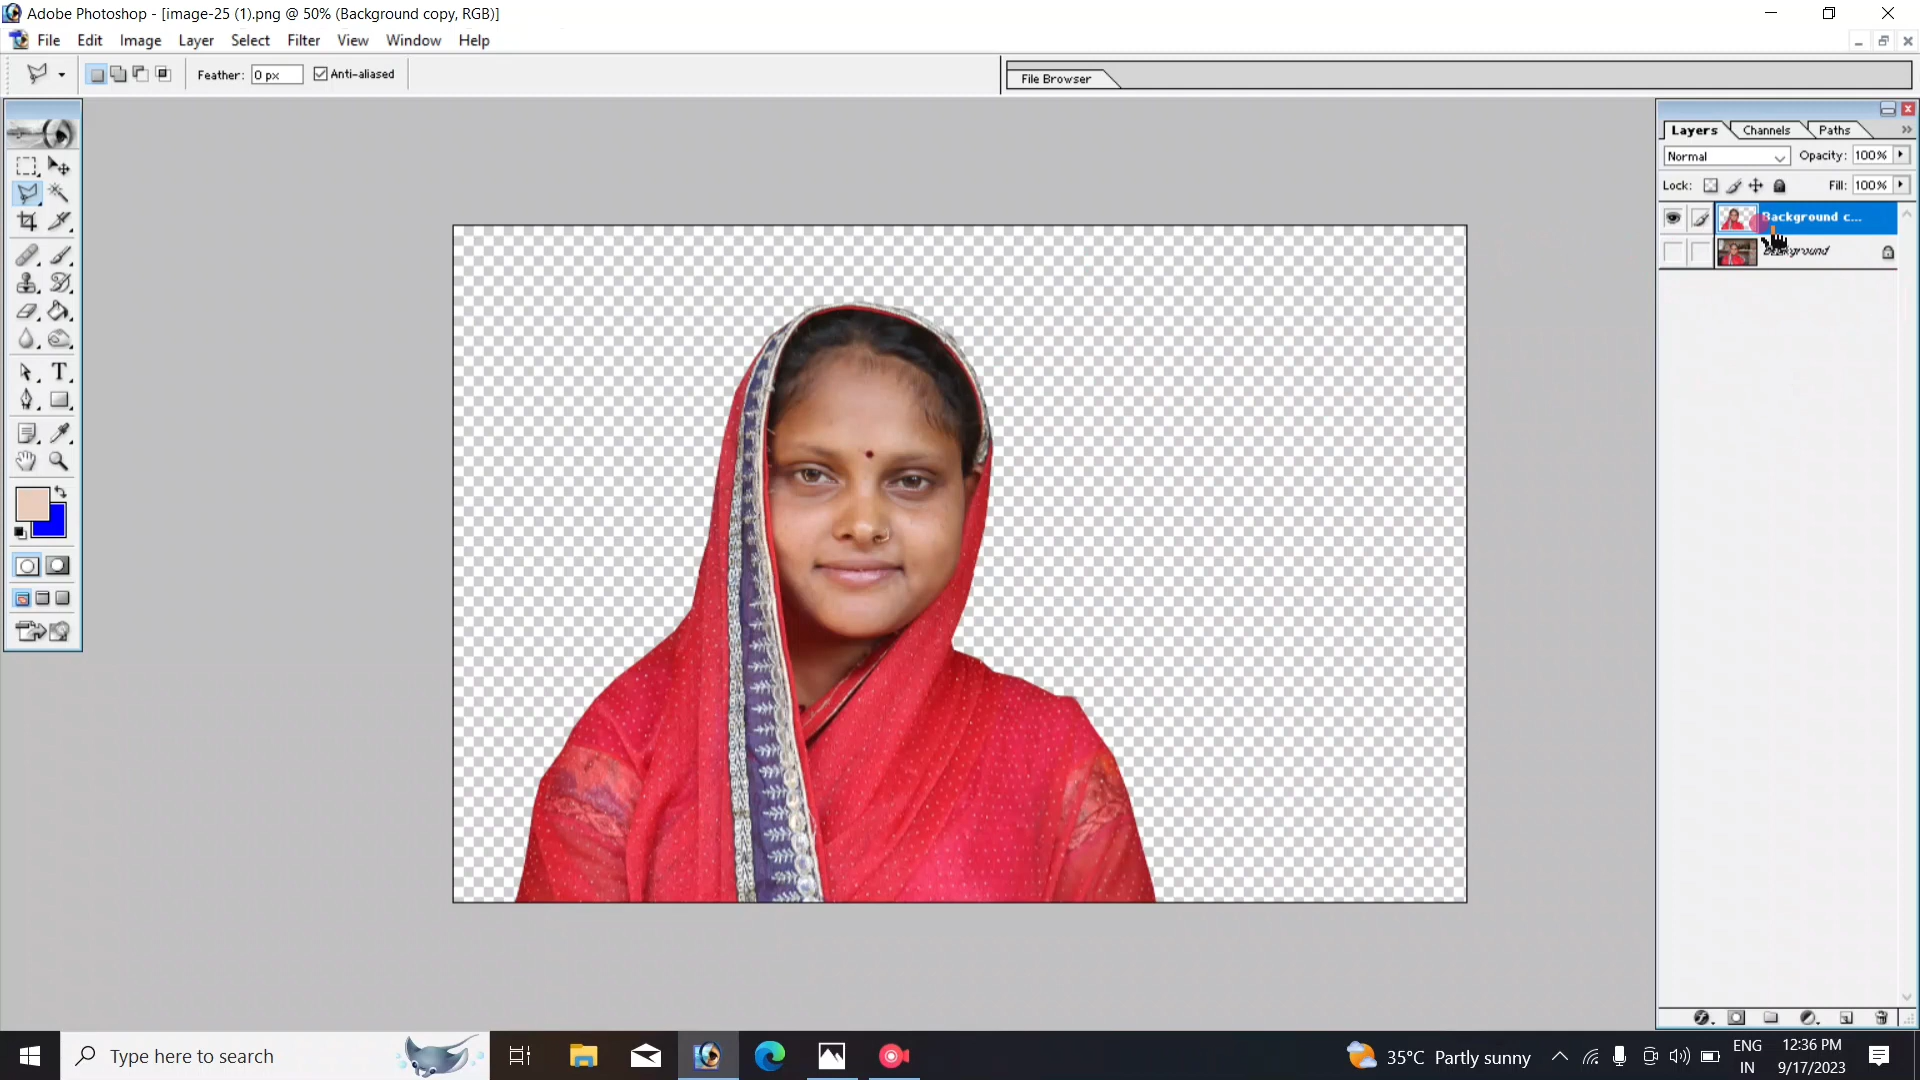 Adobe Photoshop - [image-25 (1).png @ 50% (Background copy, RGB)]
File Edit Image Layer Select Filter View Window Help
Feather: 0 px Anti-aliased
File Browser
Layers Channels Paths
Normal Opacity: 100%
Lock: Fill: 100%
Background c...
Background
Type here to search
35°C Partly sunny
ENG
IN
12:36 PM
9/17/2023